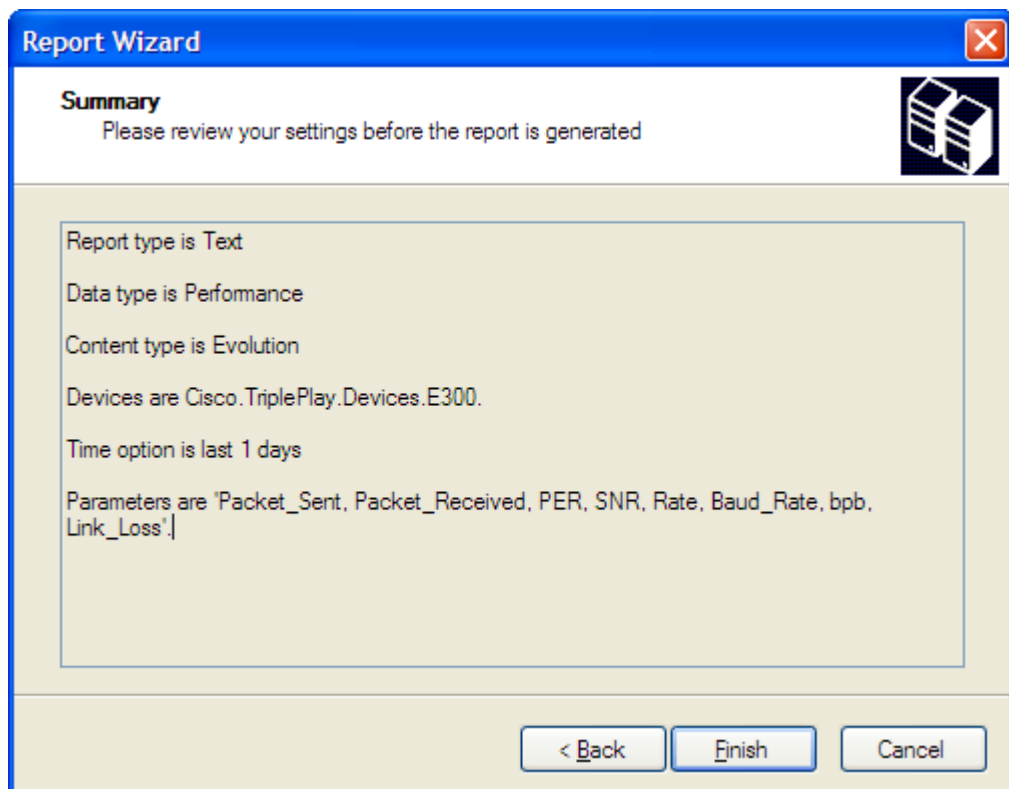 Report Wizard
Summary
Please review your settings before the report is generated
Report type is Text
Data type is Performance
Content type is Evolution
Devices are Cisco.TriplePlay.Devices.E300.
Time option is last 1 days
Parameters are 'Packet_Sent, Packet_Received, PER, SNR, Rate, Baud_Rate, bpb,
Link_Loss'.
< Back
Finish
Cancel